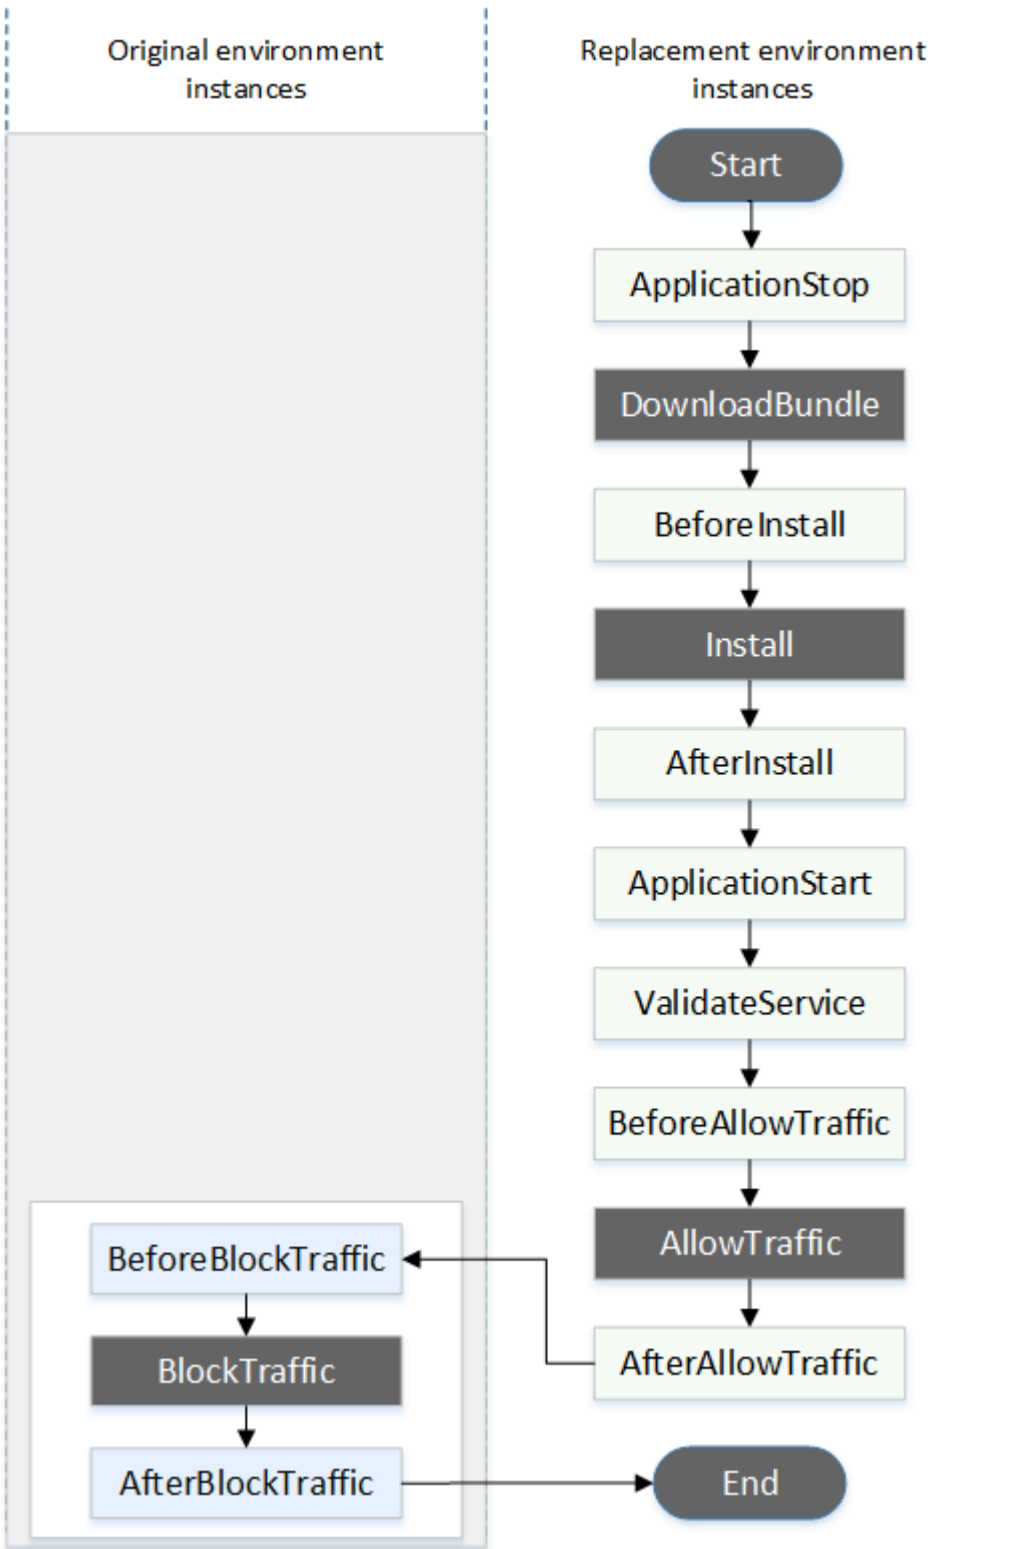 Original environment
instances
Replacement environment
instances
Start
ApplicationStop
DownloadBundle
BeforeInstall
Install
AfterInstall
ApplicationStart
ValidateService
BeforeAllowTraffic
AllowTraffic
AfterAllowTraffic
BeforeBlockTraffic
BlockTraffic
AfterBlockTraffic
End